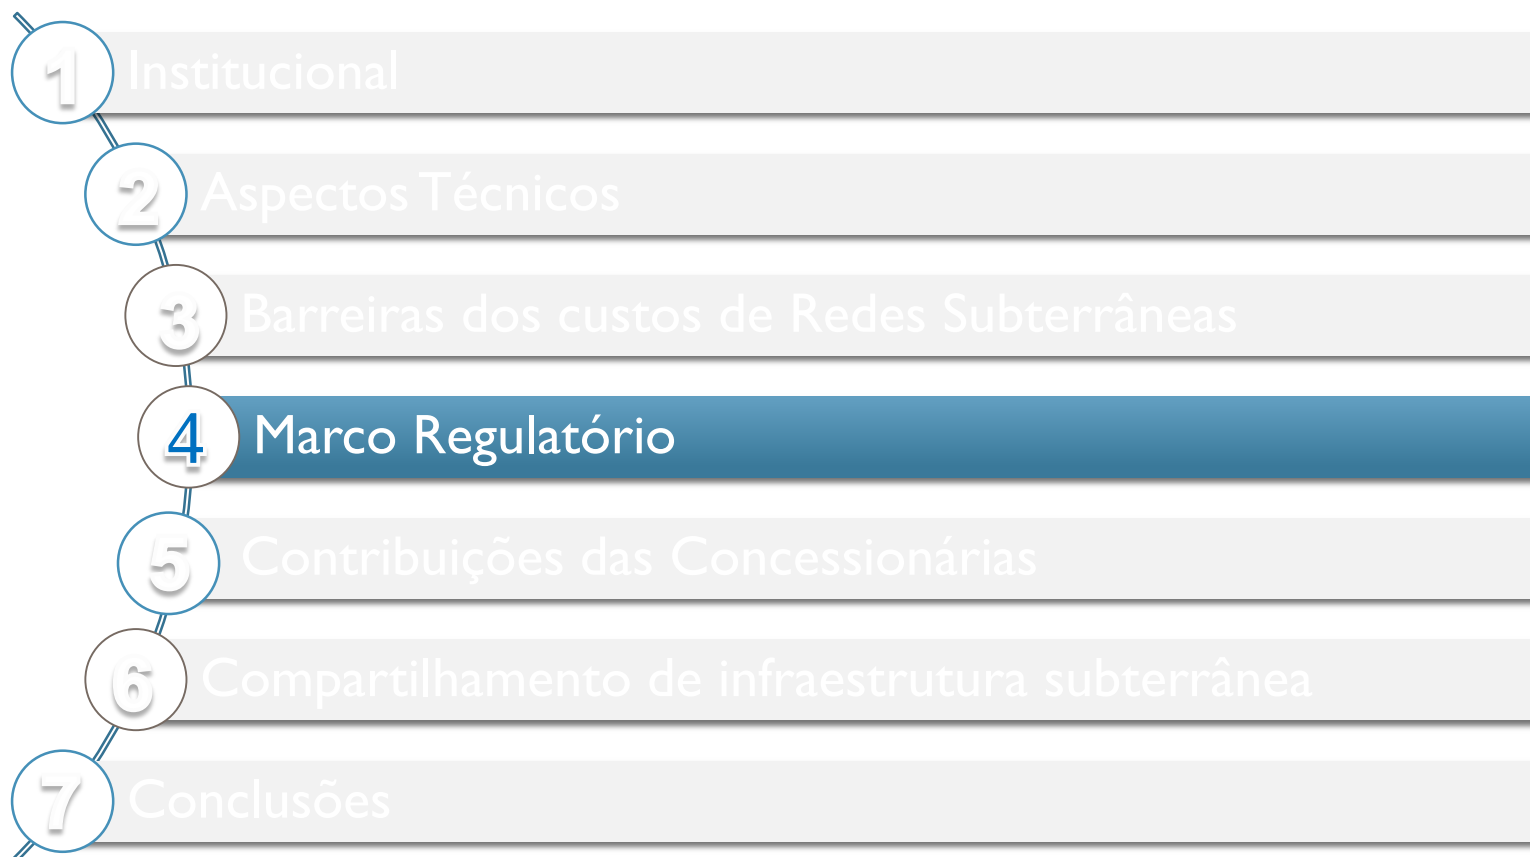 1 Institucional
2 Aspectos Técnicos
3 Barreiras dos custos de Redes Subterrâneas
4 Marco Regulatório
5 Contribuições das Concessionárias
6 Compartilhamento de infraestrutura subterrânea
7 Conclusões